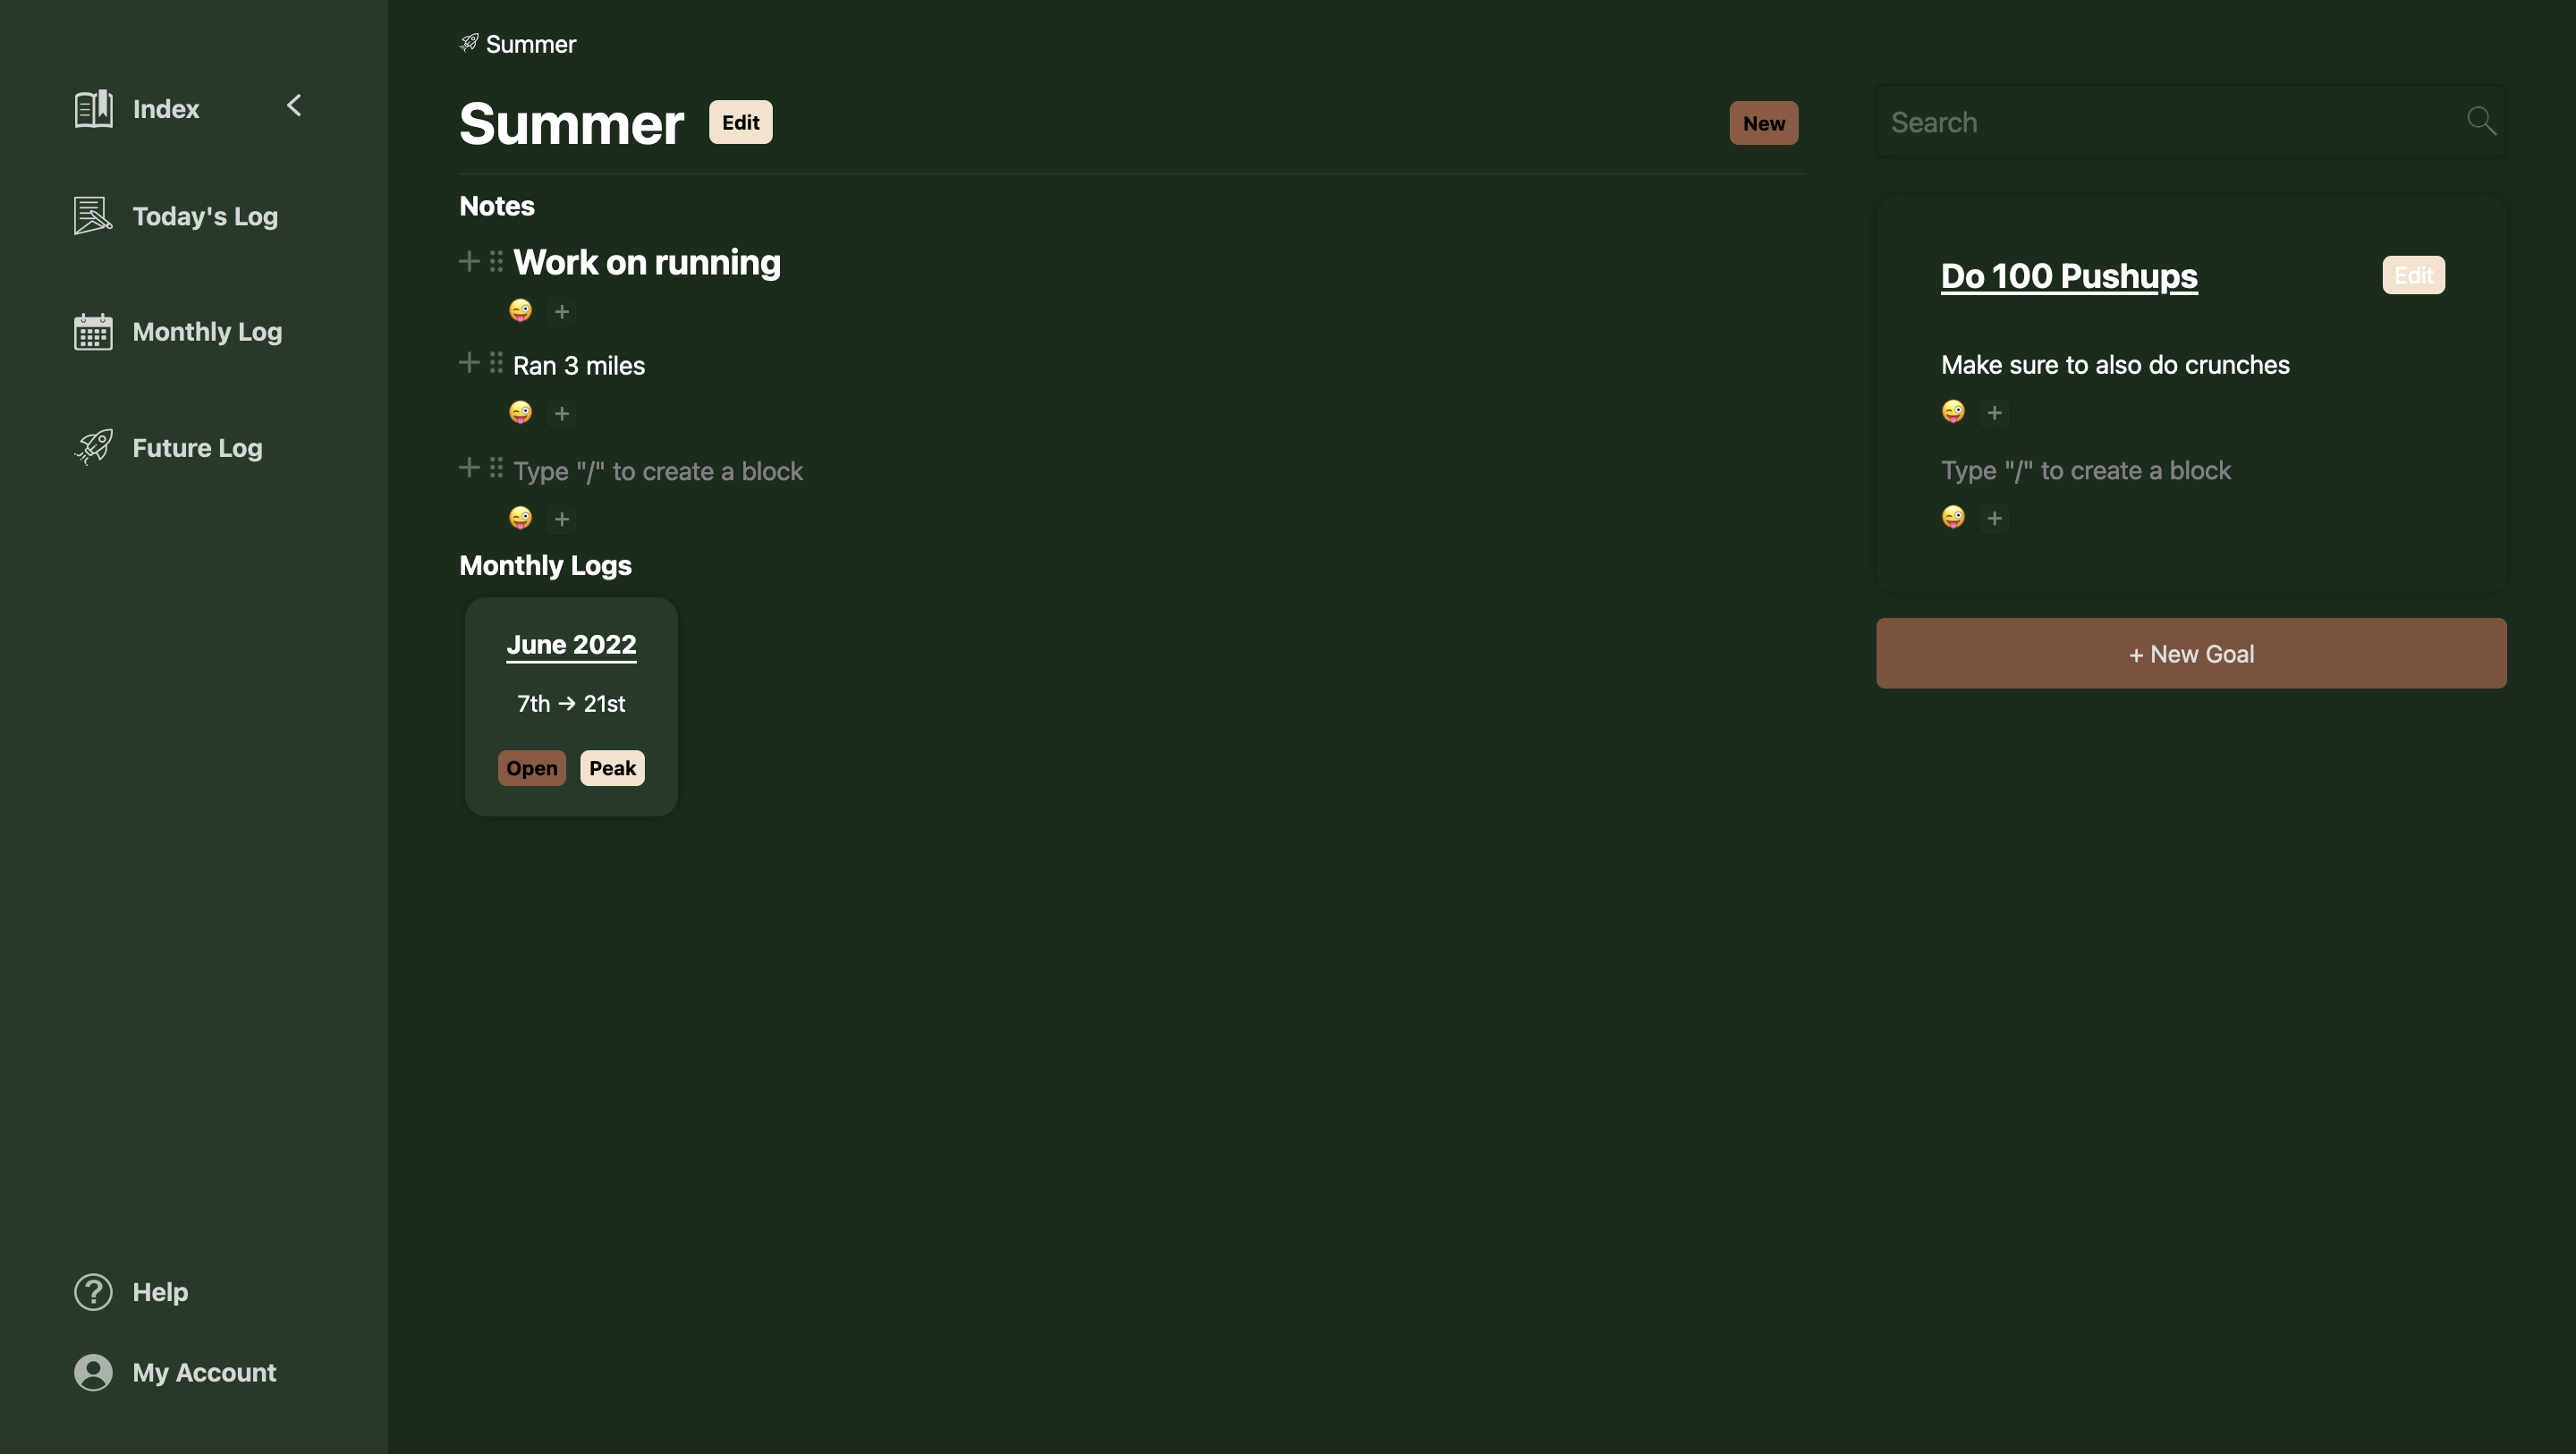 Index
Today's Log
Monthly Log
Future Log
Help
My Account
Summer
Summer
Edit
New
Notes
Work on running
Ran 3 miles
Type "/" to create a block
Monthly Logs
June 2022
7th → 21st
Open Peak
Search
Do 100 Pushups
Edit
Make sure to also do crunches
Type "/" to create a block
+ New Goal